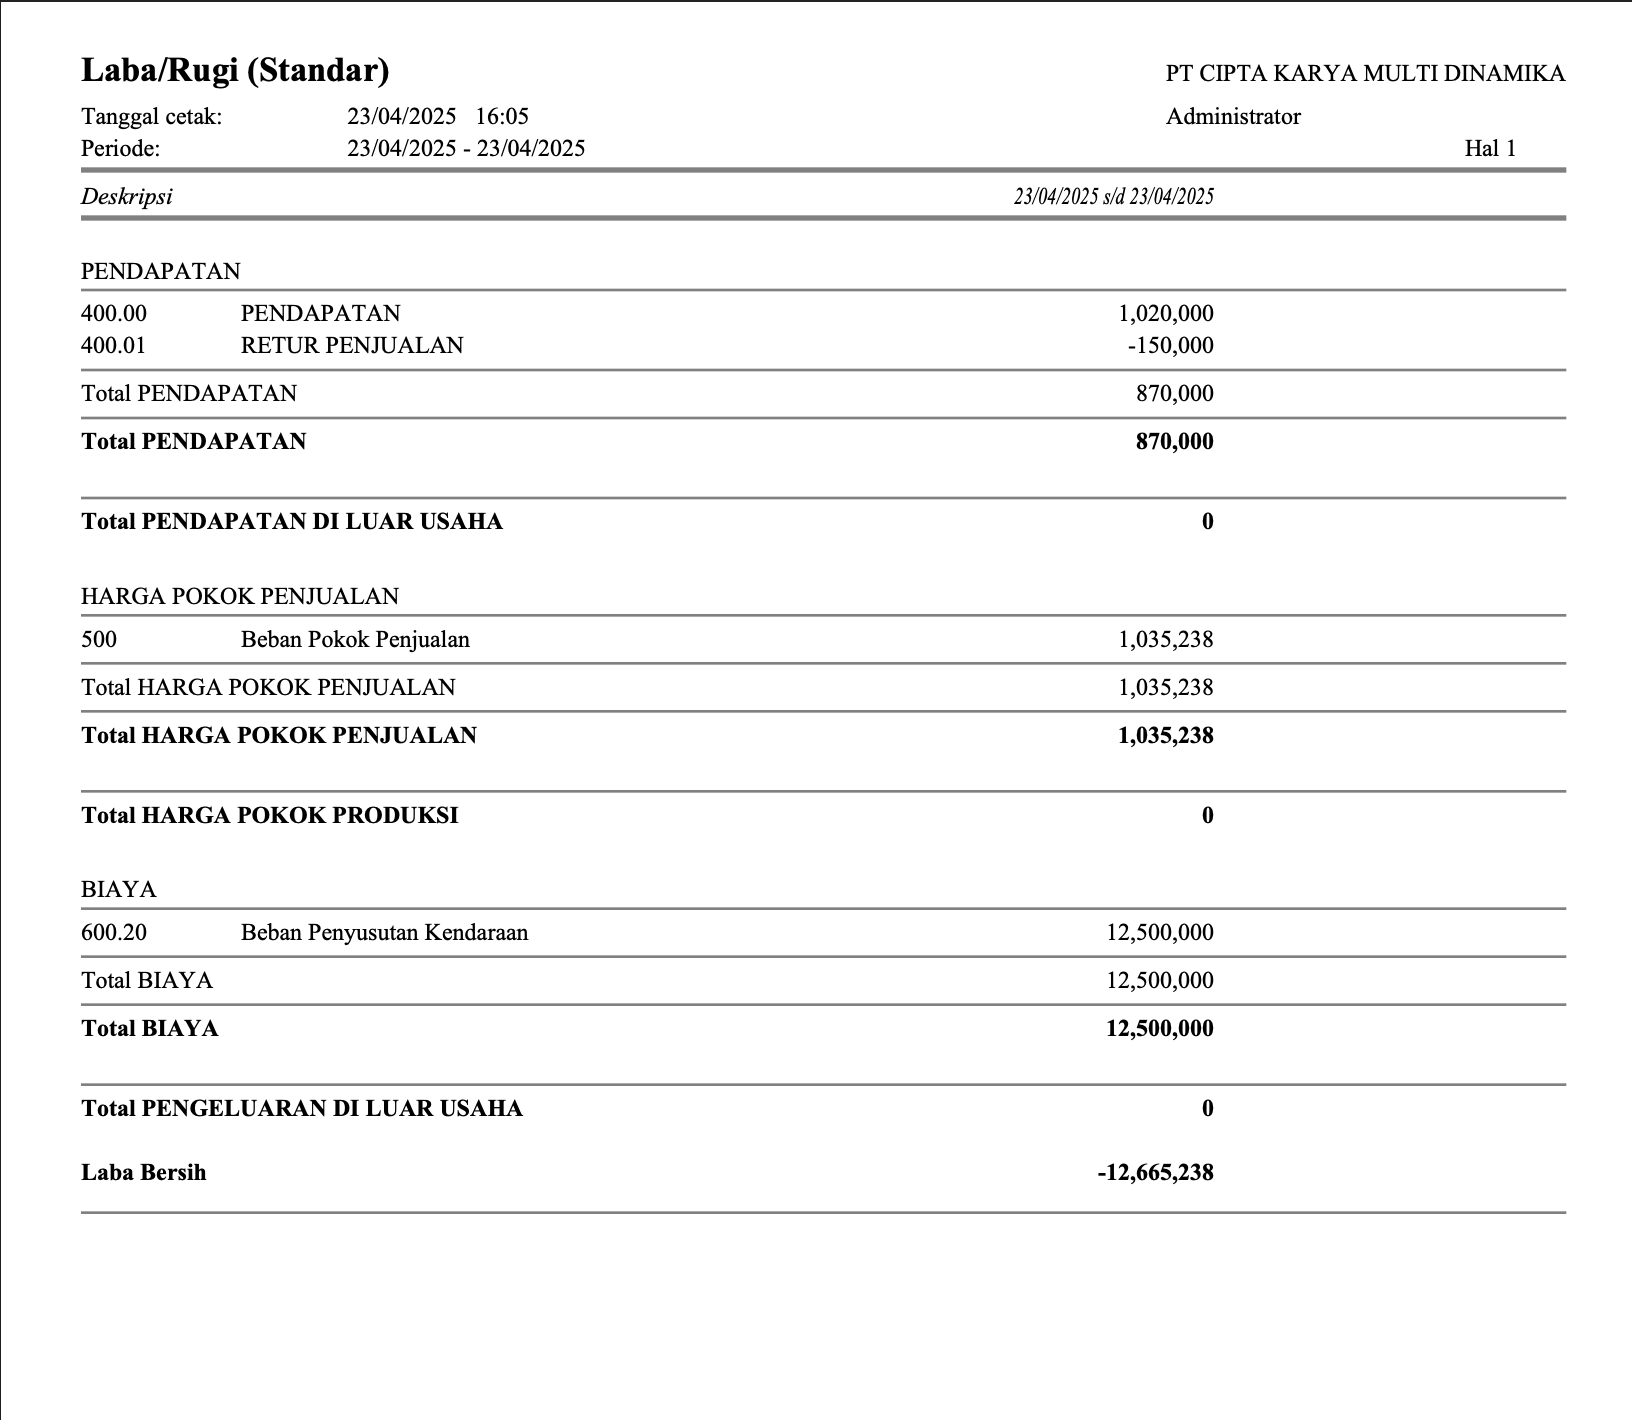 Laba/Rugi (Standar) PT CIPTA KARYA MULTI DINAMIKA
Tanggal cetak: 23/04/2025 16:05 Administrator
Periode: 23/04/2025 - 23/04/2025 Hal 1
Deskripsi 23/04/2025 s/d 23/04/2025
PENDAPATAN
400.00 PENDAPATAN 1,020,000
400.01 RETUR PENJUALAN -150,000
Total PENDAPATAN 870,000
Total PENDAPATAN 870,000
Total PENDAPATAN DI LUAR USAHA 0
HARGA POKOK PENJUALAN
500 Beban Pokok Penjualan 1,035,238
Total HARGA POKOK PENJUALAN 1,035,238
Total HARGA POKOK PENJUALAN 1,035,238
Total HARGA POKOK PRODUKSI 0
BIAYA
600.20 Beban Penyusutan Kendaraan 12,500,000
Total BIAYA 12,500,000
Total BIAYA 12,500,000
Total PENGELUARAN DI LUAR USAHA 0
Laba Bersih -12,665,238